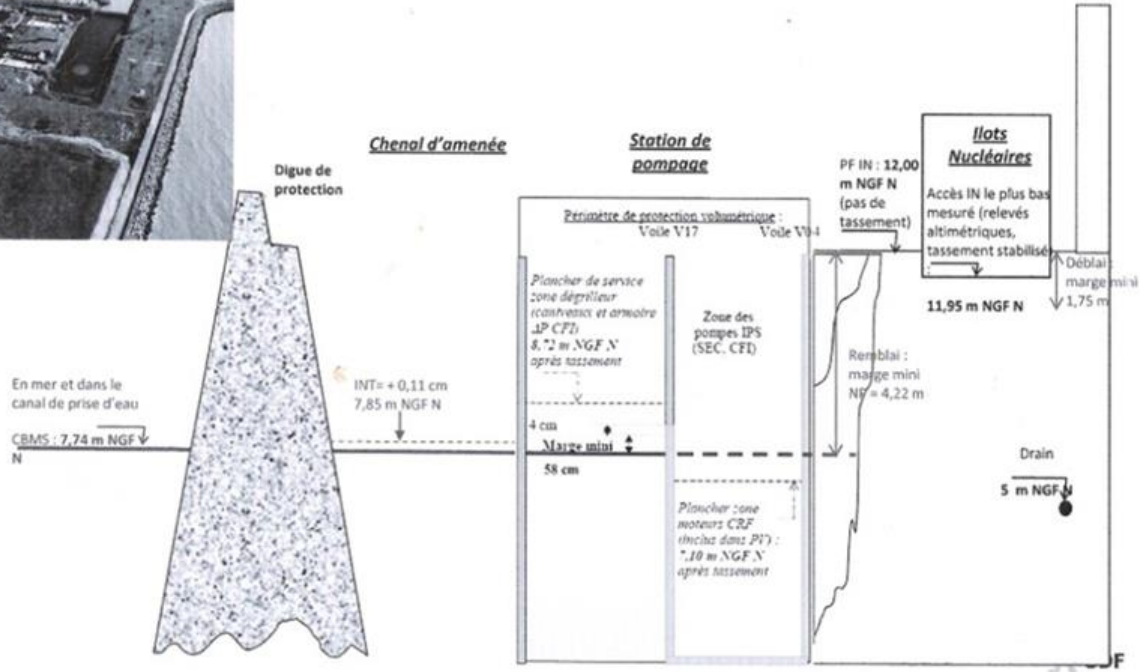 Digue de
protection
Chenal d'amenée
Station de
pompage
Ilots
Nucléaires
PF IN : 12,00
m NGF N
(pas de
tassement)
Accès IN le plus bas
mesuré (relevés
altimétriques,
tassement stabilisé
:
11,95 m NGF N
Déblai :
marge mini
1,75 m
Périmètre de protection volumétrique :
Voile V17
Voile V04
Plancher de service
zone dégrilleur
(caniveaux et armoire
ΔP CFI)
8,72 m NGF N
après tassement
Zone des
pompes IPS
(SEC, CFI)
Remblai :
marge mini
NP = 4,22 m
En mer et dans le
canal de prise d'eau
CBMS : 7,74 m NGF
N
INT= + 0,11 cm
7,85 m NGF N
4 cm
Marge mini
58 cm
Plancher zone
moteurs CRF
(inclus dans PV) :
7,10 m NGF N
après tassement
Drain
5 m NGF N